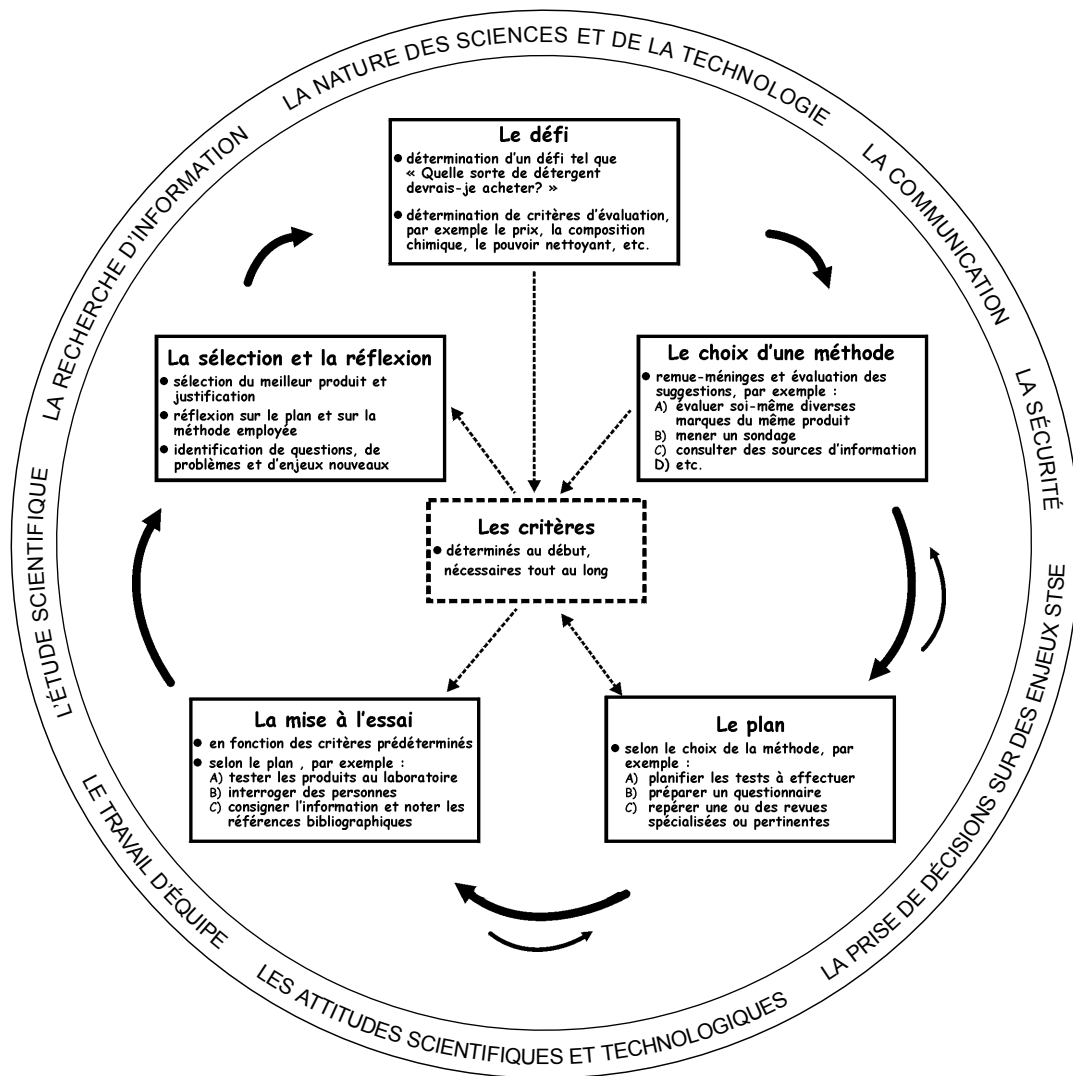 LA NATURE DES SCIENCES ET DE LA TECHNOLOGIE
LA COMMUNICATION
LA SÉCURITÉ
LA PRISE DE DÉCISIONS SUR DES ENJEUX STSE
LES ATTITUDES SCIENTIFIQUES ET TECHNOLOGIQUES
LE TRAVAIL D'ÉQUIPE
L'ÉTUDE SCIENTIFIQUE
LA RECHERCHE D'INFORMATION
Le défi
● détermination d'un défi tel que
« Quelle sorte de détergent
devrais-je acheter? »
● détermination de critères d'évaluation,
par exemple le prix, la composition
chimique, le pouvoir nettoyant, etc.
Le choix d'une méthode
● remue-méninges et évaluation des
suggestions, par exemple :
A) évaluer soi-même diverses
marques du même produit
B) mener un sondage
C) consulter des sources d'information
D) etc.
Le plan
● selon le choix de la méthode, par
exemple :
A) planifier les tests à effectuer
B) préparer un questionnaire
C) repérer une ou des revues
spécialisées ou pertinentes
La mise à l'essai
● en fonction des critères prédéterminés
● selon le plan , par exemple :
A) tester les produits au laboratoire
B) interroger des personnes
C) consigner l'information et noter les
références bibliographiques
La sélection et la réflexion
● sélection du meilleur produit et
justification
● réflexion sur le plan et sur la
méthode employée
● identification de questions, de
problèmes et d'enjeux nouveaux
Les critères
● déterminés au début,
nécessaires tout au long